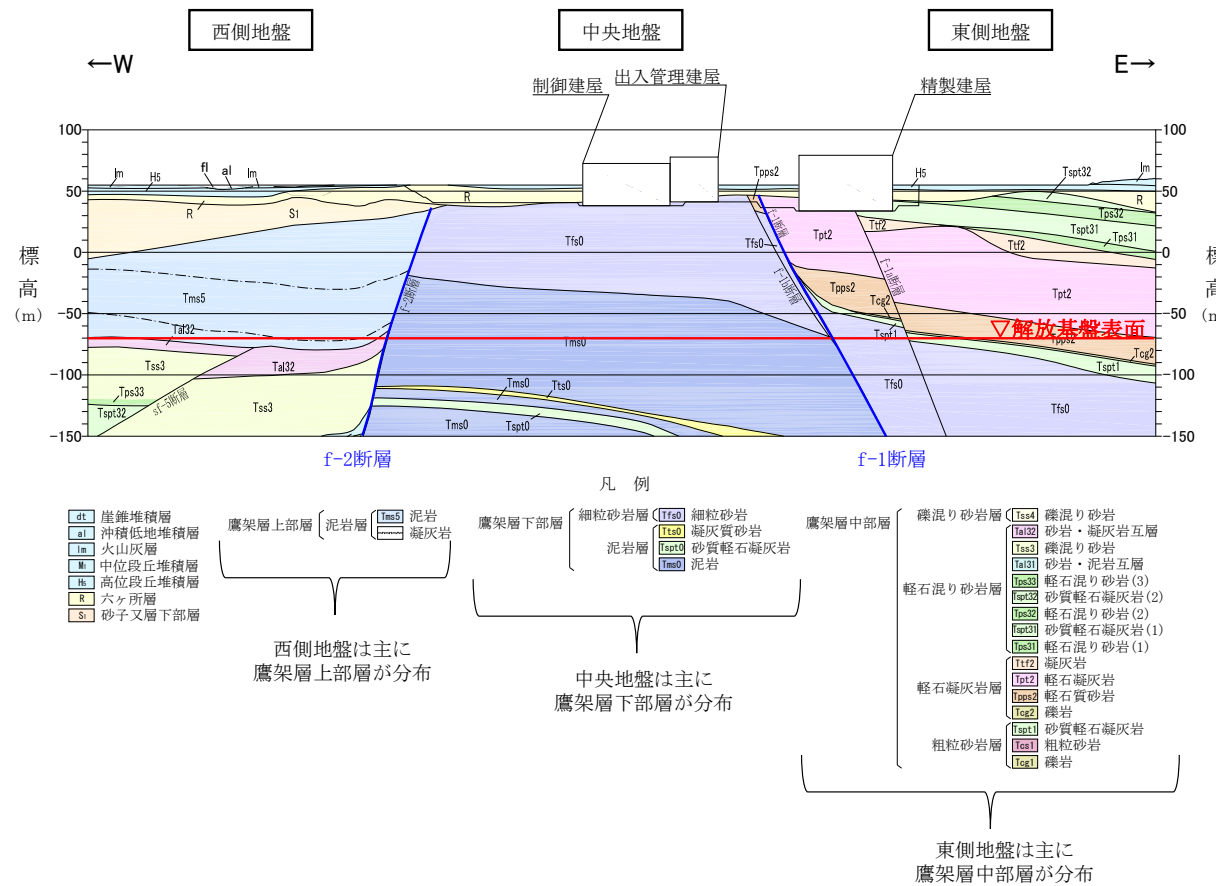 西側地盤
中央地盤
東側地盤
←W
E→
制御建屋
出入管理建屋
精製建屋
100
50
0
-50
-100
-150
標
高
(m)
100
50
0
-50
-100
-150
標
高
(m
lm
H5
fl
al
lm
R
S1
R
Tpps2
H5
Tspt32
lm
R
Tps32
Tspt31
Tps31
Ttf2
Ttf2
Tfs0
Tfs0
Tpt2
Tpt2
f-1断層
f-1b断層
f-1a断層
f-2断層
Tms5
Tpps2
Tcg2
Tspt1
▽解放基盤表面
Tpps2
Tcg2
Tspt1
Tal32
Tms0
Tss3
Tal32
Tfs0
Tfs0
Tms0
Tts0
Tps33
sf-5断層
Tss3
Tspt32
Tms0
Tspt0
f-2断層
f-1断層
凡 例
dt 崖錐堆積層
al 沖積低地堆積層
lm 火山灰層
M1 中位段丘堆積層
H5 高位段丘堆積層
R 六ヶ所層
S1 砂子又層下部層
鷹架層上部層
泥岩層
Tms5 泥岩
凝灰岩
西側地盤は主に
鷹架層上部層が分布
鷹架層下部層
細粒砂岩層
Tfs0 細粒砂岩
泥岩層
Tts0 凝灰質砂岩
Tspt0 砂質軽石凝灰岩
Tms0 泥岩
中央地盤は主に
鷹架層下部層が分布
鷹架層中部層
礫混り砂岩層
Tss4 礫混り砂岩
軽石混り砂岩層
Tal32 砂岩・凝灰岩互層
Tss3 礫混り砂岩
Tal31 砂岩・泥岩互層
Tps33 軽石混り砂岩(3)
Tspt32 砂質軽石凝灰岩(2)
Tps32 軽石混り砂岩(2)
Tspt31 砂質軽石凝灰岩(1)
Tps31 軽石混り砂岩(1)
軽石凝灰岩層
Ttf2 凝灰岩
Tpt2 軽石凝灰岩
Tpps2 軽石質砂岩
Tcg2 礫岩
粗粒砂岩層
Tspt1 砂質軽石凝灰岩
Tcs1 粗粒砂岩
Tcg1 礫岩
東側地盤は主に
鷹架層中部層が分布